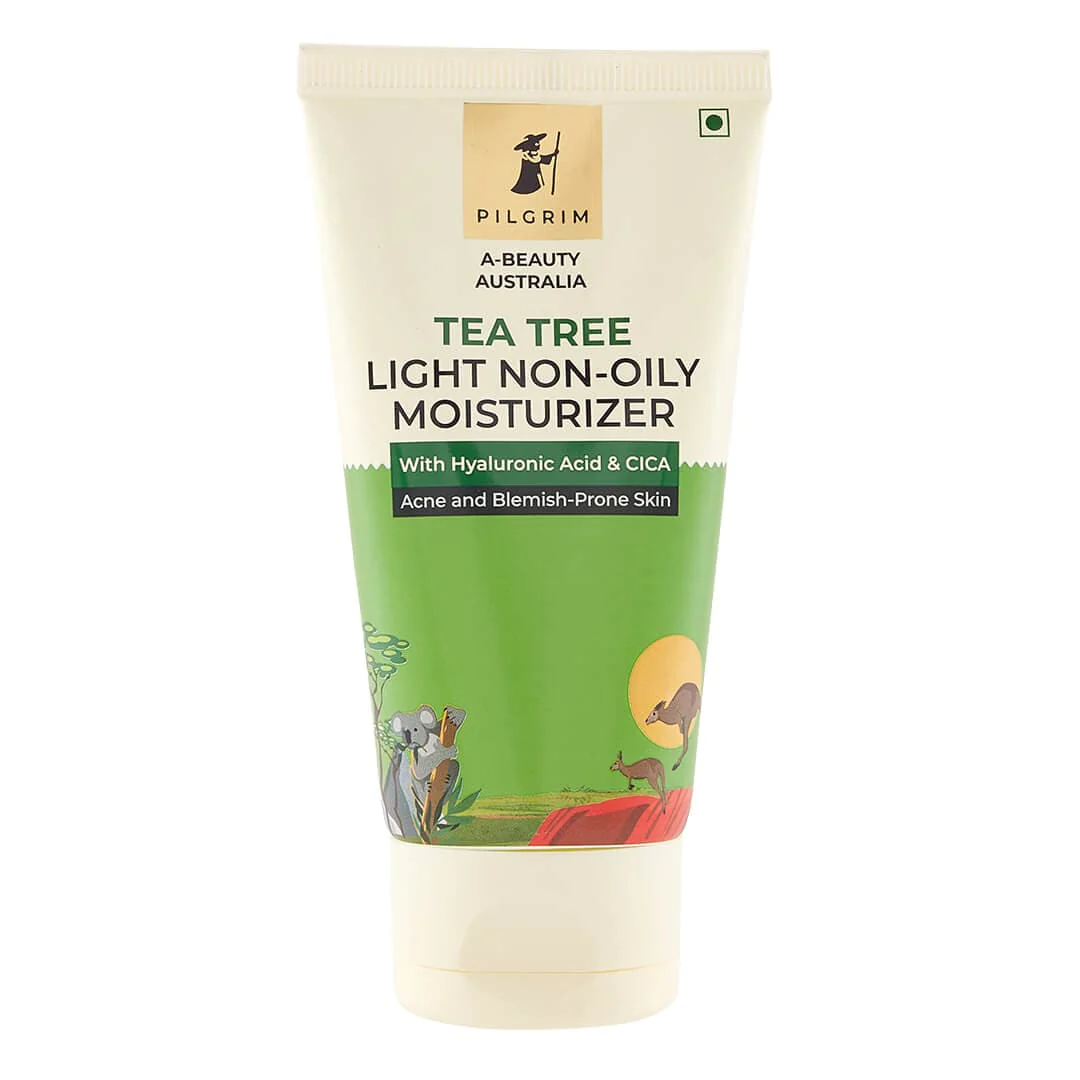 PILGRIM
A-BEAUTY
AUSTRALIA
TEA TREE
LIGHT NON-OILY
MOISTURIZER
With Hyaluronic Acid & CICA
Acne and Blemish-Prone Skin